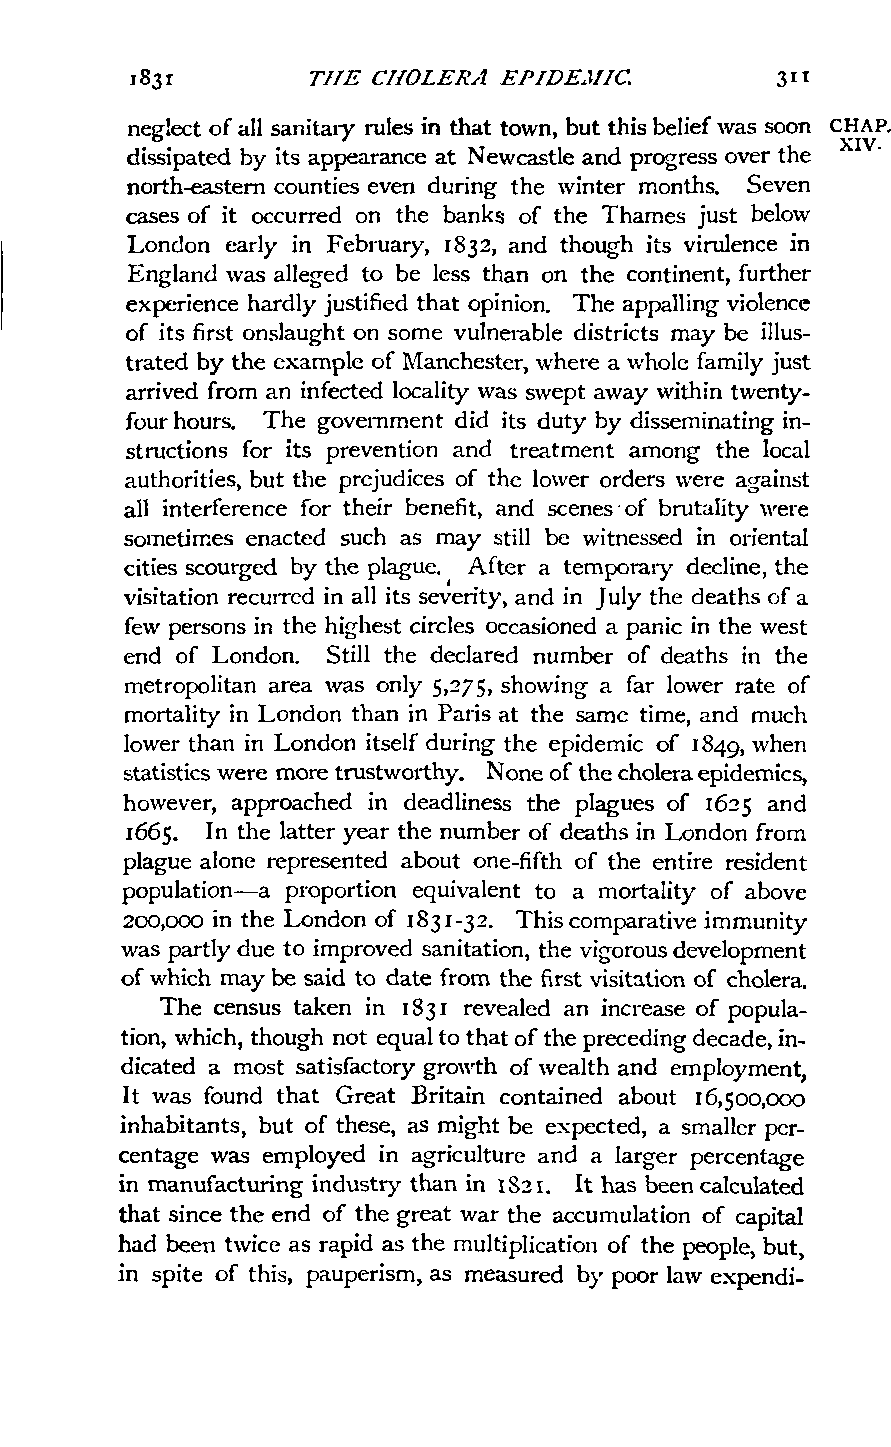 1831 THE CHOLERA EPIDEMIC. 311
neglect of all sanitary rules in that town, but this belief was soon CHAP.
dissipated by its appearance at Newcastle and progress over the XIV.
north-eastern counties even during the winter months. Seven
cases of it occurred on the banks of the Thames just below
London early in February, 1832, and though its virulence in
England was alleged to be less than on the continent, further
experience hardly justified that opinion. The appalling violence
of its first onslaught on some vulnerable districts may be illus-
trated by the example of Manchester, where a whole family just
arrived from an infected locality was swept away within twenty-
four hours. The government did its duty by disseminating in-
structions for its prevention and treatment among the local
authorities, but the prejudices of the lower orders were against
all interference for their benefit, and scenes of brutality were
sometimes enacted such as may still be witnessed in oriental
cities scourged by the plague. After a temporary decline, the
visitation recurred in all its severity, and in July the deaths of a
few persons in the highest circles occasioned a panic in the west
end of London. Still the declared number of deaths in the
metropolitan area was only 5,275, showing a far lower rate of
mortality in London than in Paris at the same time, and much
lower than in London itself during the epidemic of 1849, when
statistics were more trustworthy. None of the cholera epidemics,
however, approached in deadliness the plagues of 1625 and
1665. In the latter year the number of deaths in London from
plague alone represented about one-fifth of the entire resident
population—a proportion equivalent to a mortality of above
200,000 in the London of 1831-32. This comparative immunity
was partly due to improved sanitation, the vigorous development
of which may be said to date from the first visitation of cholera.
The census taken in 1831 revealed an increase of popula-
tion, which, though not equal to that of the preceding decade, in-
dicated a most satisfactory growth of wealth and employment,
It was found that Great Britain contained about 16,500,000
inhabitants, but of these, as might be expected, a smaller per-
centage was employed in agriculture and a larger percentage
in manufacturing industry than in 1821. It has been calculated
that since the end of the great war the accumulation of capital
had been twice as rapid as the multiplication of the people, but,
in spite of this, pauperism, as measured by poor law expendi-